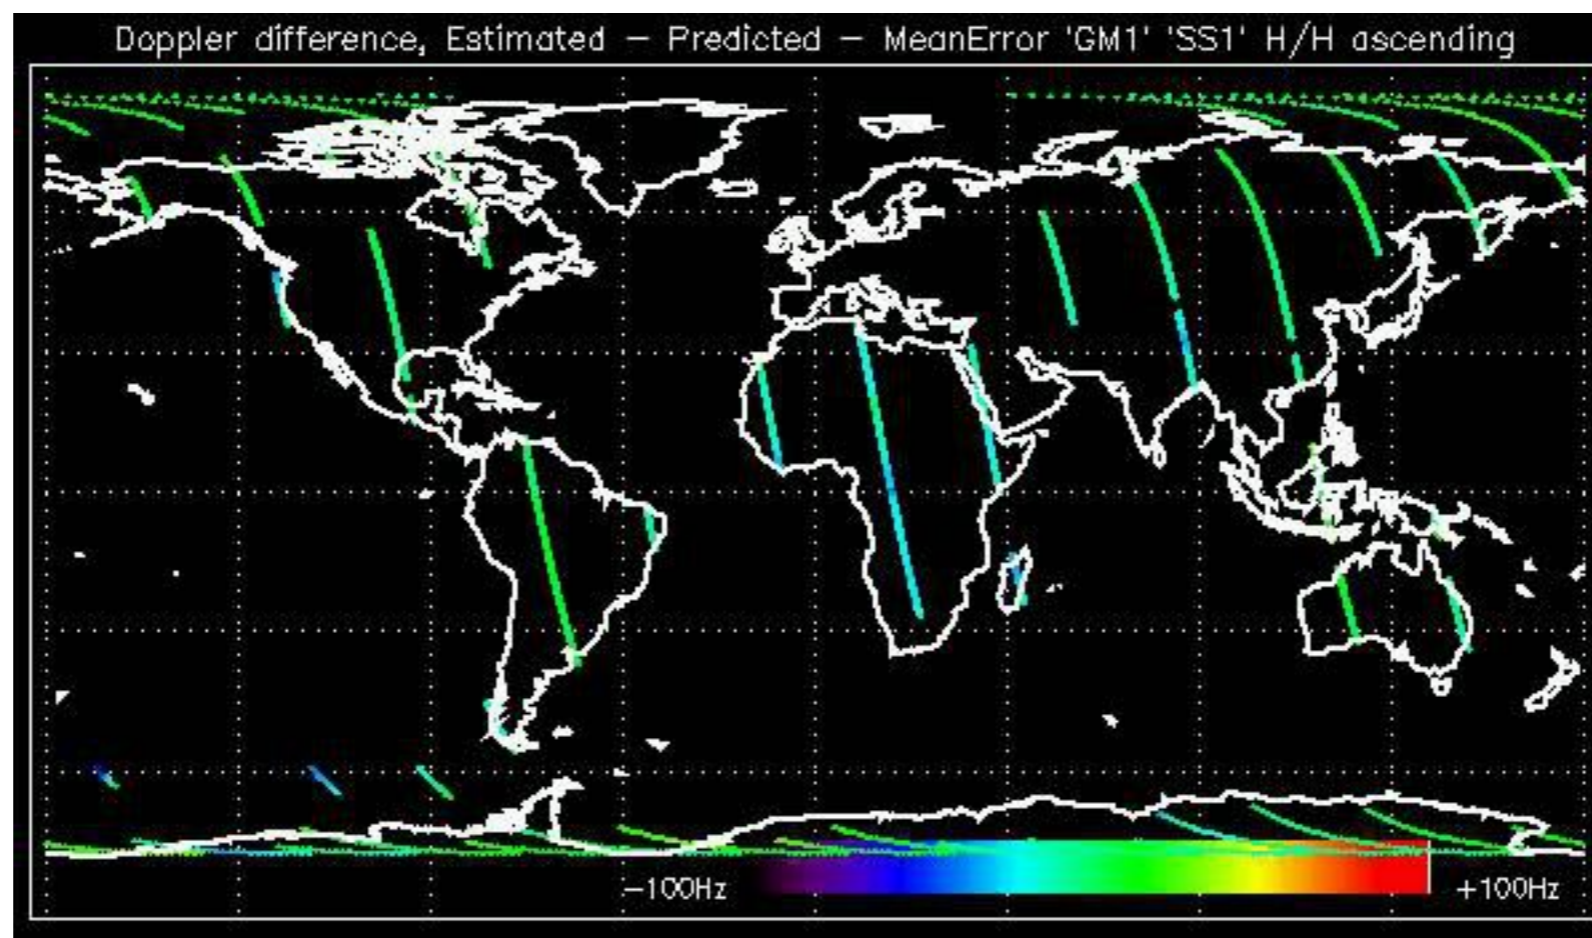 Doppler difference, Estimated – Predicted – MeanError 'GM1' 'SS1' H/H ascending
–100Hz
+100Hz